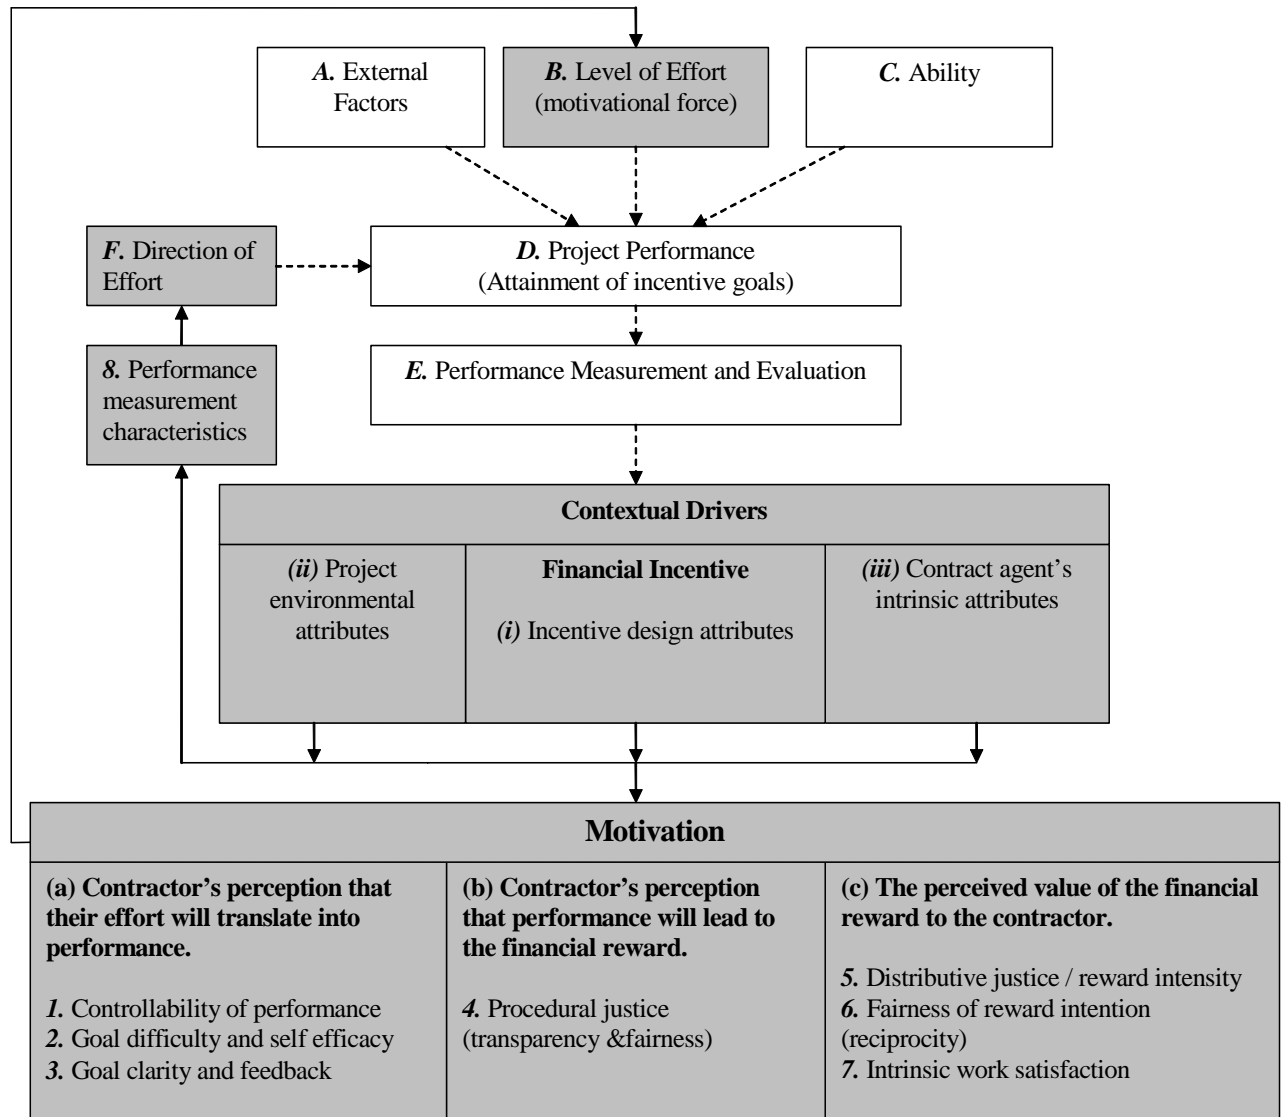 A. External
Factors
B. Level of Effort
(motivational force)
C. Ability
F. Direction of
Effort
D. Project Performance
(Attainment of incentive goals)
8. Performance
measurement
characteristics
E. Performance Measurement and Evaluation
Contextual Drivers
(ii) Project
environmental
attributes
Financial Incentive
(i) Incentive design attributes
(iii) Contract agent's
intrinsic attributes
Motivation
(a) Contractor's perception that
their effort will translate into
performance.
1. Controllability of performance
2. Goal difficulty and self efficacy
3. Goal clarity and feedback
(b) Contractor's perception
that performance will lead to
the financial reward.
4. Procedural justice
(transparency &fairness)
(c) The perceived value of the financial
reward to the contractor.
5. Distributive justice / reward intensity
6. Fairness of reward intention
(reciprocity)
7. Intrinsic work satisfaction